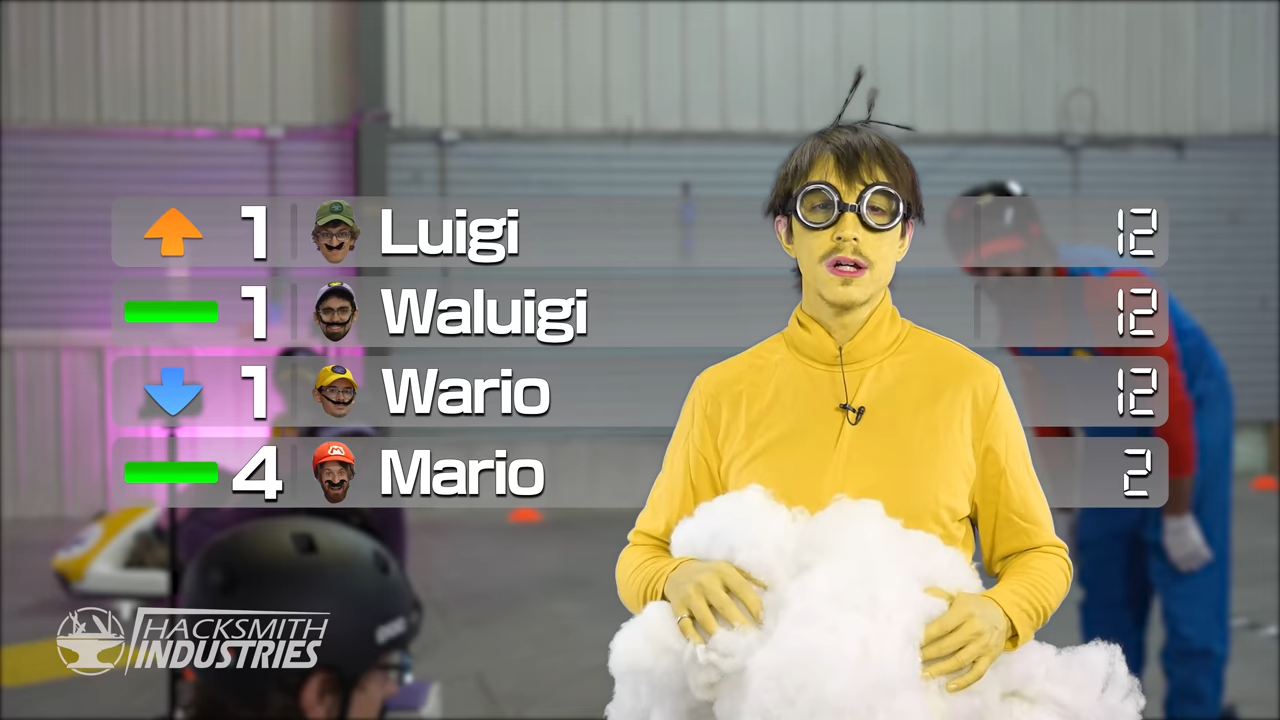 1 Luigi 12
1 Waluigi 12
1 Wario 12
4 Mario 2
HACKSMITH
INDUSTRIES